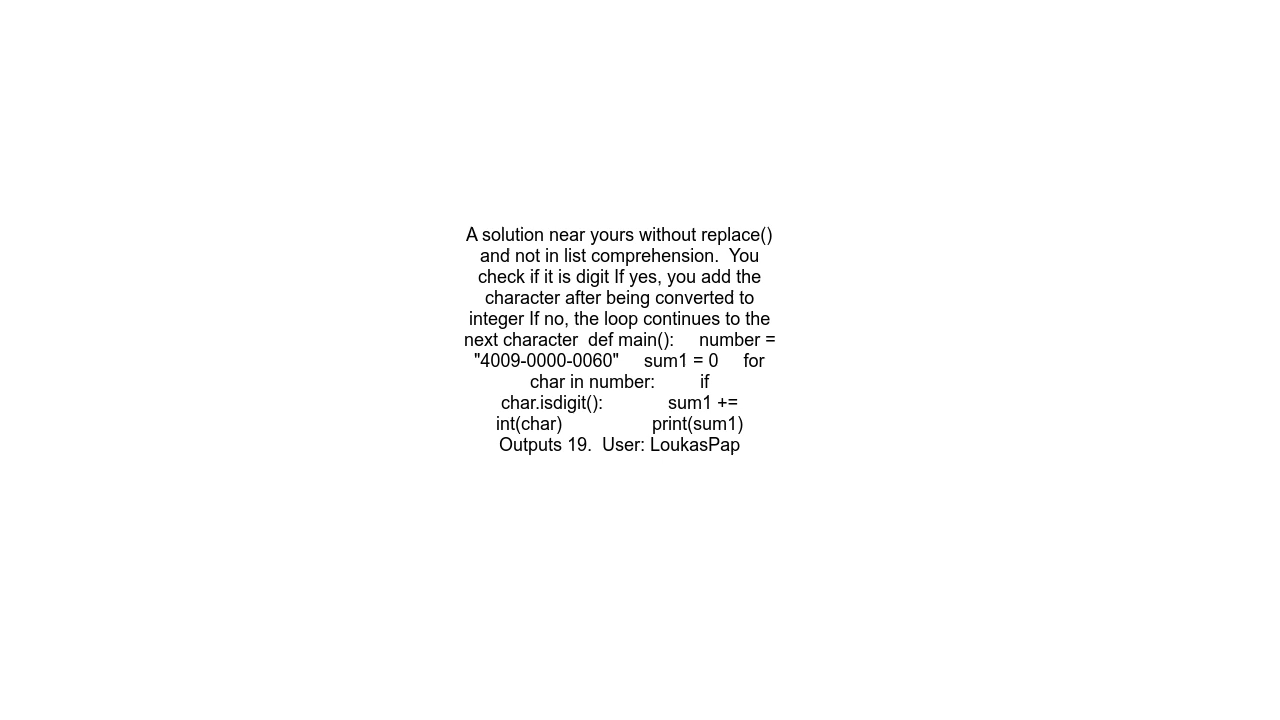 A solution near yours without replace()
and not in list comprehension.  You
check if it is digit If yes, you add the
character after being converted to
integer If no, the loop continues to the
next character  def main():     number =
"4009-0000-0060"     sum1 = 0     for
char in number:         if
char.isdigit():             sum1 +=
int(char)                  print(sum1)
Outputs 19.  User: LoukasPap